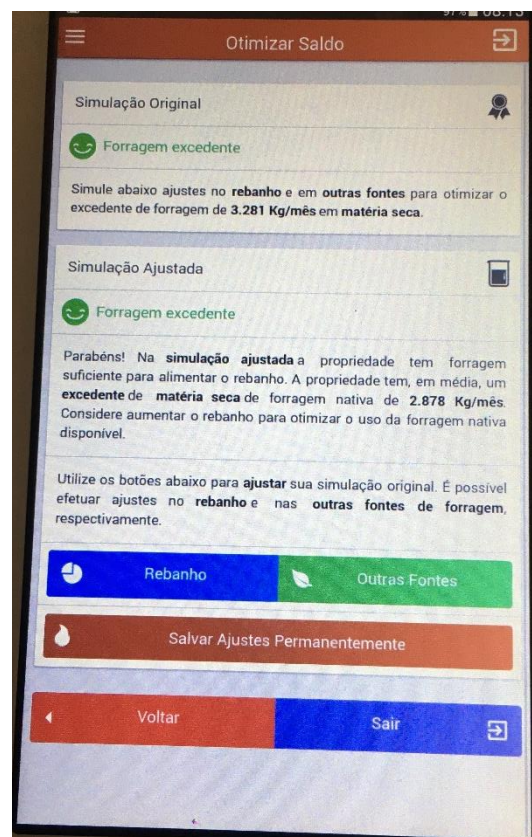 Otimizar Saldo
Simulação Original
Forragem excedente
Simule abaixo ajustes no rebanho e em outras fontes para otimizar o
excedente de forragem de 3.281 Kg/mês em matéria seca.
Simulação Ajustada
Forragem excedente
Parabéns! Na simulação ajustada a propriedade tem forragem
suficiente para alimentar o rebanho. A propriedade tem, em média, um
excedente de matéria seca de forragem nativa de 2.878 Kg/mês.
Considere aumentar o rebanho para otimizar o uso da forragem nativa
disponível.
Utilize os botões abaixo para ajustar sua simulação original. É possível
efetuar ajustes no rebanho e nas outras fontes de forragem,
respectivamente.
Rebanho
Outras Fontes
Salvar Ajustes Permanentemente
Voltar
Sair